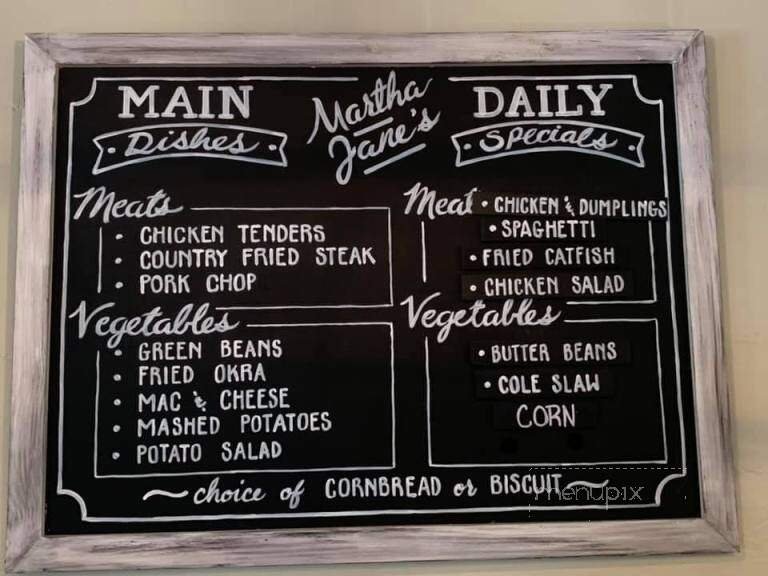 MAIN
Dishes
Martha
Jane's
DAILY
Specials
Meats
• CHICKEN TENDERS
• COUNTRY FRIED STEAK
• PORK CHOP
Vegetables
• GREEN BEANS
• FRIED OKRA
• MAC & CHEESE
• MASHED POTATOES
• POTATO SALAD
Meat • CHICKEN & DUMPLINGS
• SPAGHETTI
• FRIED CATFISH
• CHICKEN SALAD
Vegetables
• BUTTER BEANS
• COLE SLAW
CORN
~choice of CORNBREAD or BISCUIT~
menupix